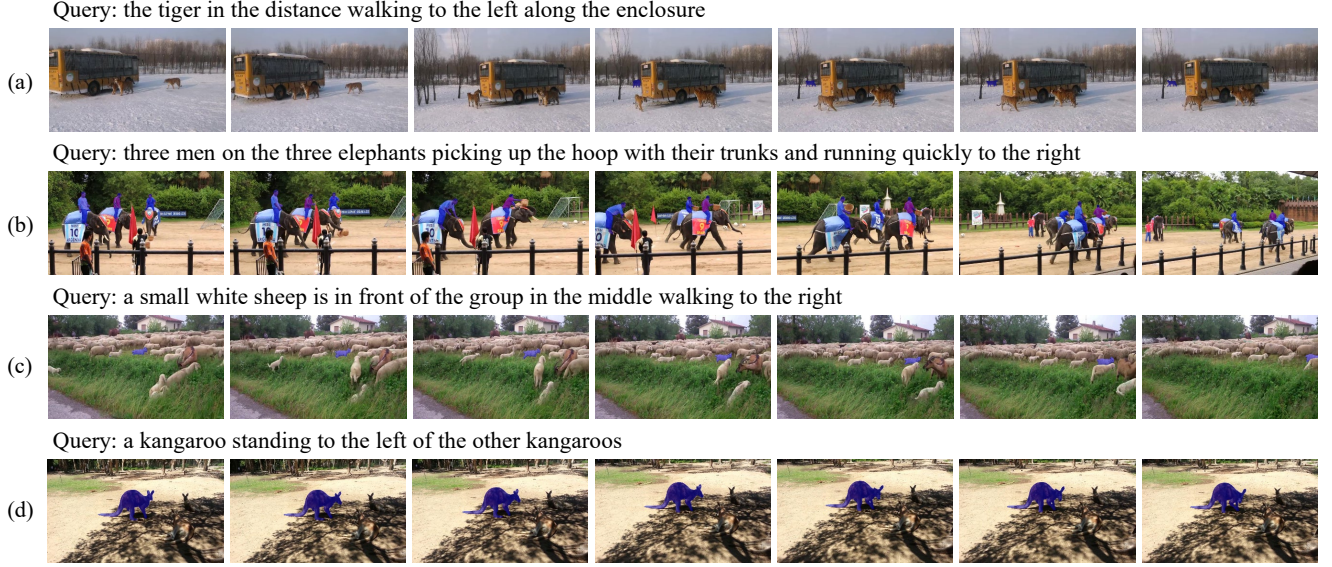 Query: the tiger in the distance walking to the left along the enclosure
(a)
Query: three men on the three elephants picking up the hoop with their trunks and running quickly to the right
(b)
10
Query: a small white sheep is in front of the group in the middle walking to the right
(c)
Query: a kangaroo standing to the left of the other kangaroos
(d)